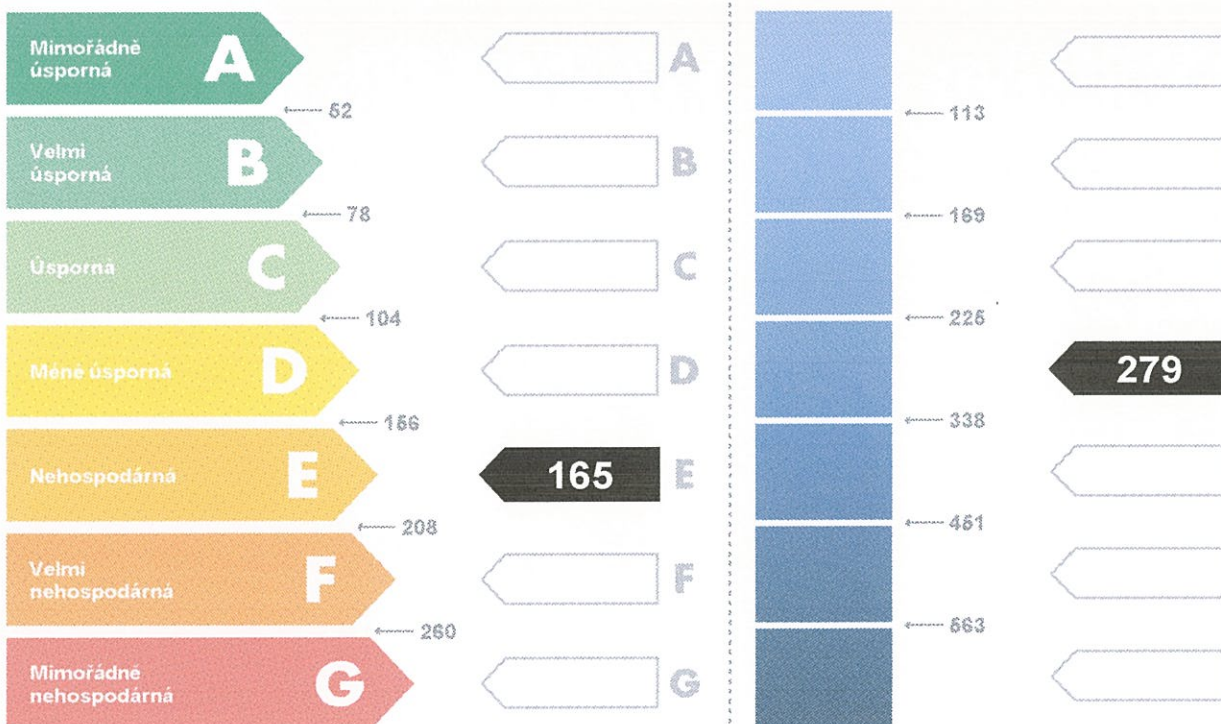 Mimořádně
úsporná
A
A
52
113
Velmi
úsporná
B
B
78
169
Úsporná
C
C
104
225
Méně úsporná
D
D
279
156
338
Nehospodárná
E
165
E
208
451
Velmi
nehospodárná
F
F
260
563
Mimořádně
nehospodárná
G
G